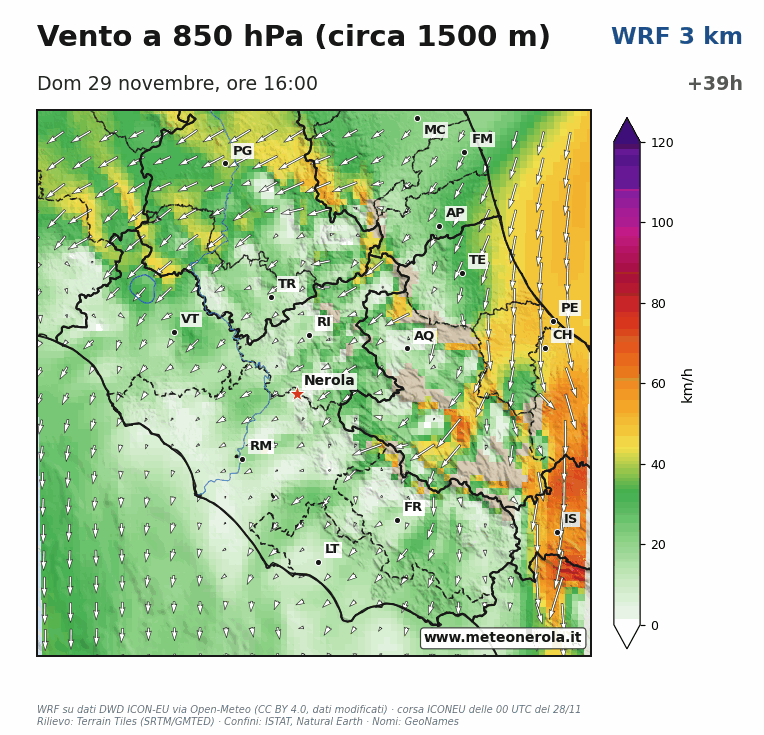 Vento a 850 hPa (circa 1500 m)
WRF 3 km
Dom 29 novembre, ore 16:00
+39h
MC
FM
PG
AP
TE
TR
PE
VT
RI
AQ
CH
Nerola
RM
FR
IS
LT
www.meteonerola.it
120
100
80
60
40
20
0
km/h
WRF su dati DWD ICON-EU via Open-Meteo (CC BY 4.0, dati modificati) · corsa ICONEU delle 00 UTC del 28/11
Rilievo: Terrain Tiles (SRTM/GMTED) · Confini: ISTAT, Natural Earth · Nomi: GeoNames